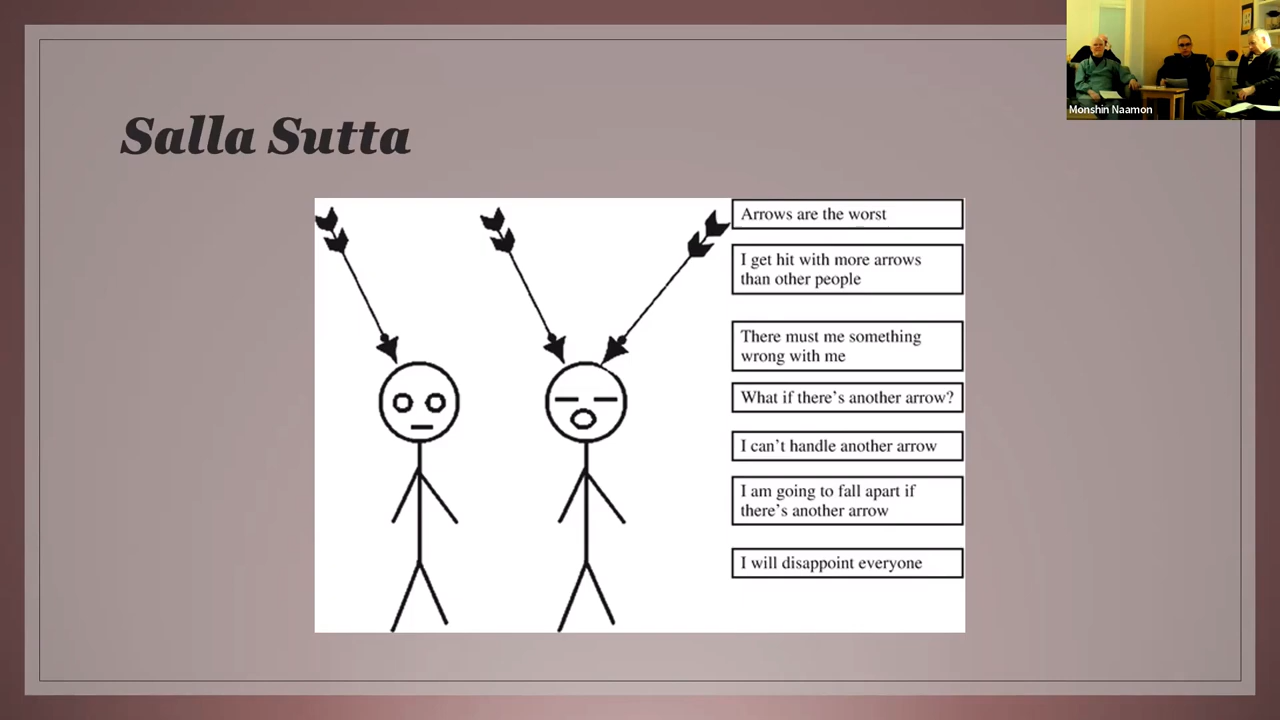 Salla Sutta
Monshin Naamon
Arrows are the worst
I get hit with more arrows
than other people
There must me something
wrong with me
What if there's another arrow?
I can't handle another arrow
I am going to fall apart if
there's another arrow
I will disappoint everyone